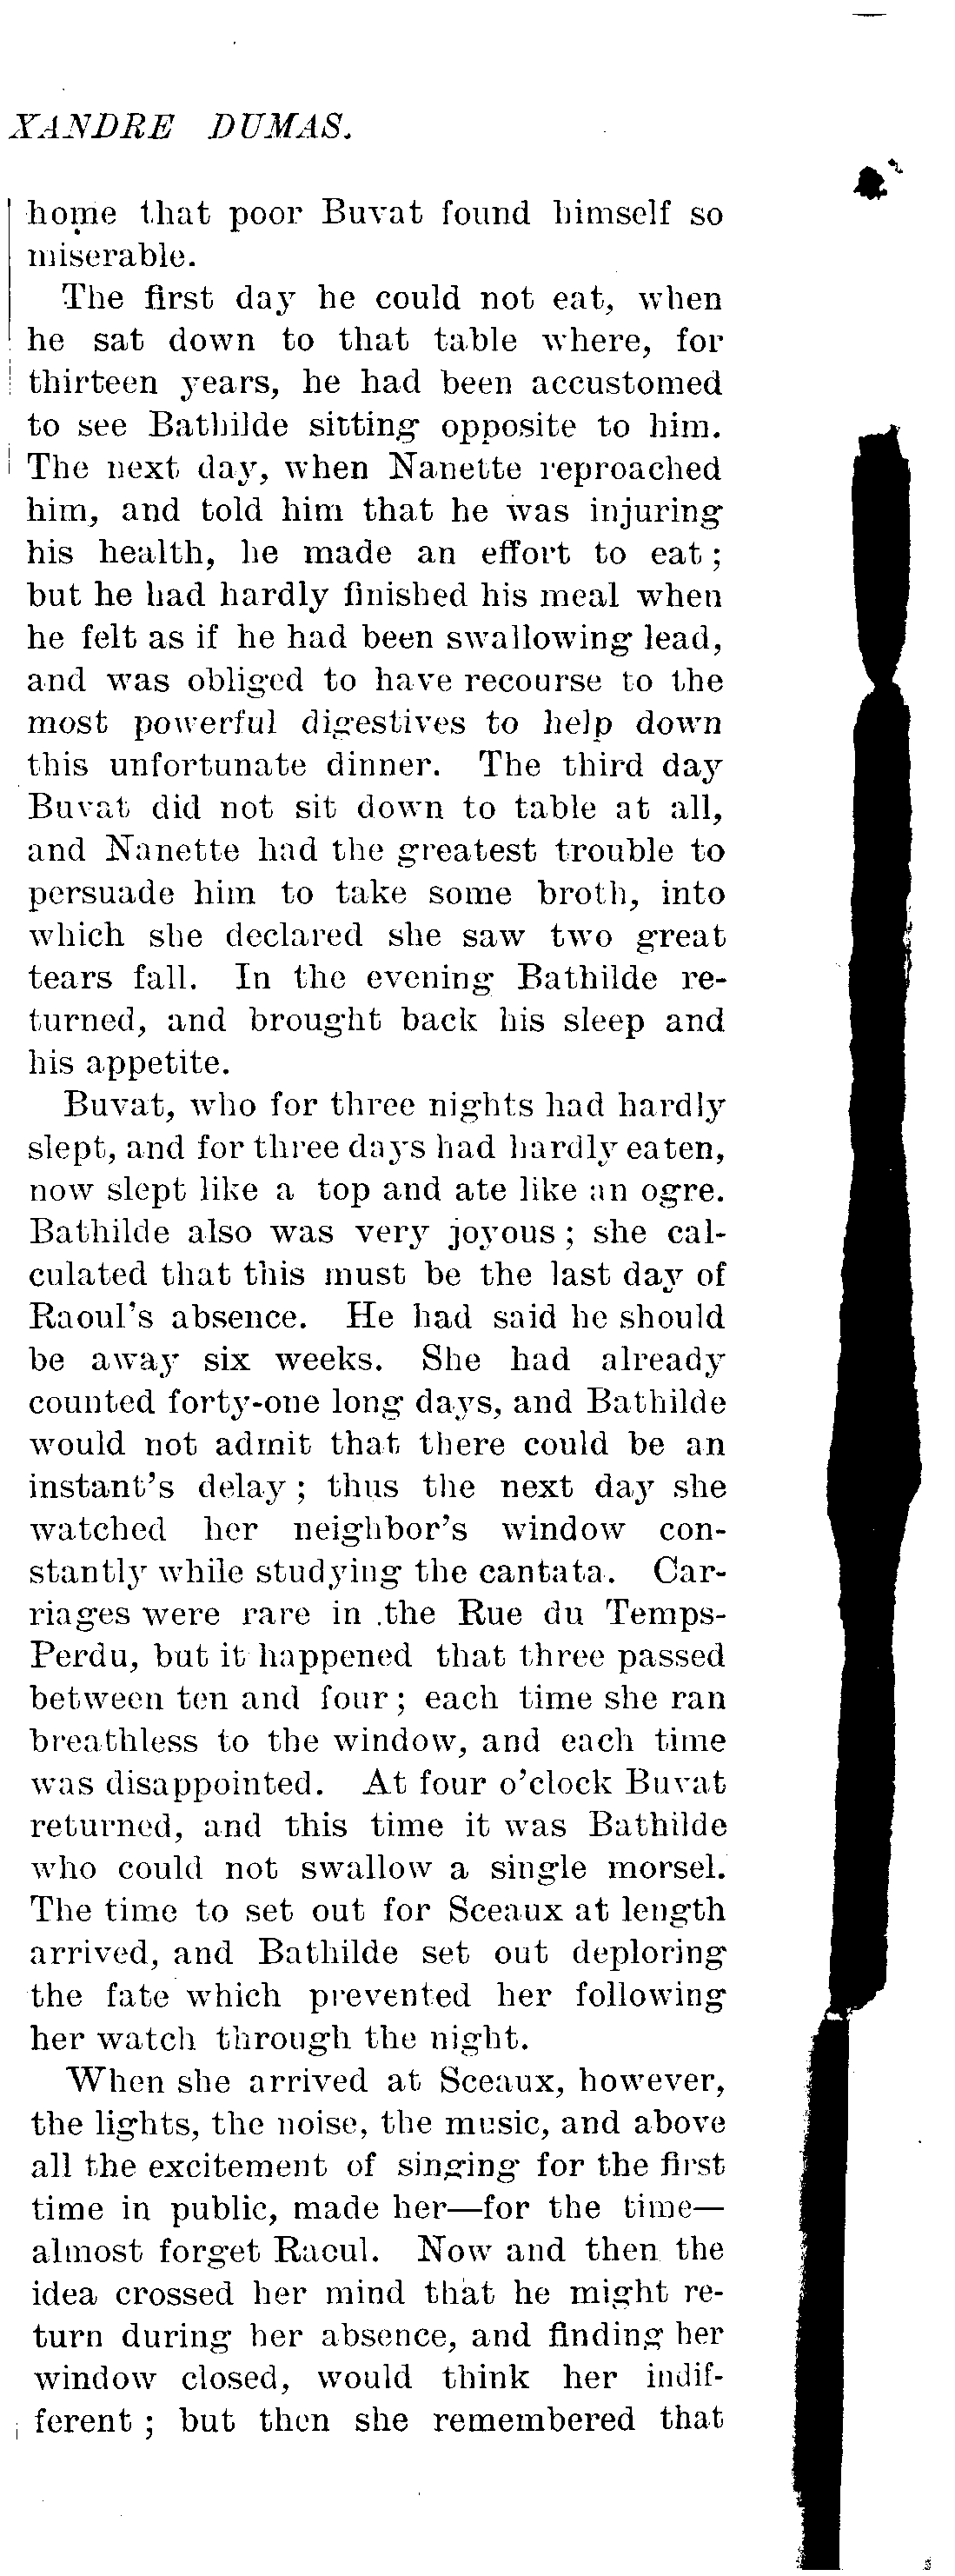 XANDRE DUMAS.
home that poor Buvat found himself so
miserable.
The first day he could not eat, when
he sat down to that table where, for
thirteen years, he had been accustomed
to see Bathilde sitting opposite to him.
The next day, when Nanette reproached
him, and told him that he was injuring
his health, he made an effort to eat;
but he had hardly finished his meal when
he felt as if he had been swallowing lead,
and was obliged to have recourse to the
most powerful digestives to help down
this unfortunate dinner. The third day
Buvat did not sit down to table at all,
and Nanette had the greatest trouble to
persuade him to take some broth, into
which she declared she saw two great
tears fall. In the evening Bathilde re-
turned, and brought back his sleep and
his appetite.
Buvat, who for three nights had hardly
slept, and for three days had hardly eaten,
now slept like a top and ate like an ogre.
Bathilde also was very joyous; she cal-
culated that this must be the last day of
Raoul's absence. He had said he should
be away six weeks. She had already
counted forty-one long days, and Bathilde
would not admit that there could be an
instant's delay; thus the next day she
watched her neighbor's window con-
stantly while studying the cantata. Car-
riages were rare in the Rue du Temps-
Perdu, but it happened that three passed
between ten and four; each time she ran
breathless to the window, and each time
was disappointed. At four o'clock Buvat
returned, and this time it was Bathilde
who could not swallow a single morsel.
The time to set out for Sceaux at length
arrived, and Bathilde set out deploring
the fate which prevented her following
her watch through the night.
When she arrived at Sceaux, however,
the lights, the noise, the music, and above
all the excitement of singing for the first
time in public, made her—for the time—
almost forget Raoul. Now and then the
idea crossed her mind that he might re-
turn during her absence, and finding her
window closed, would think her indif-
ferent; but then she remembered that